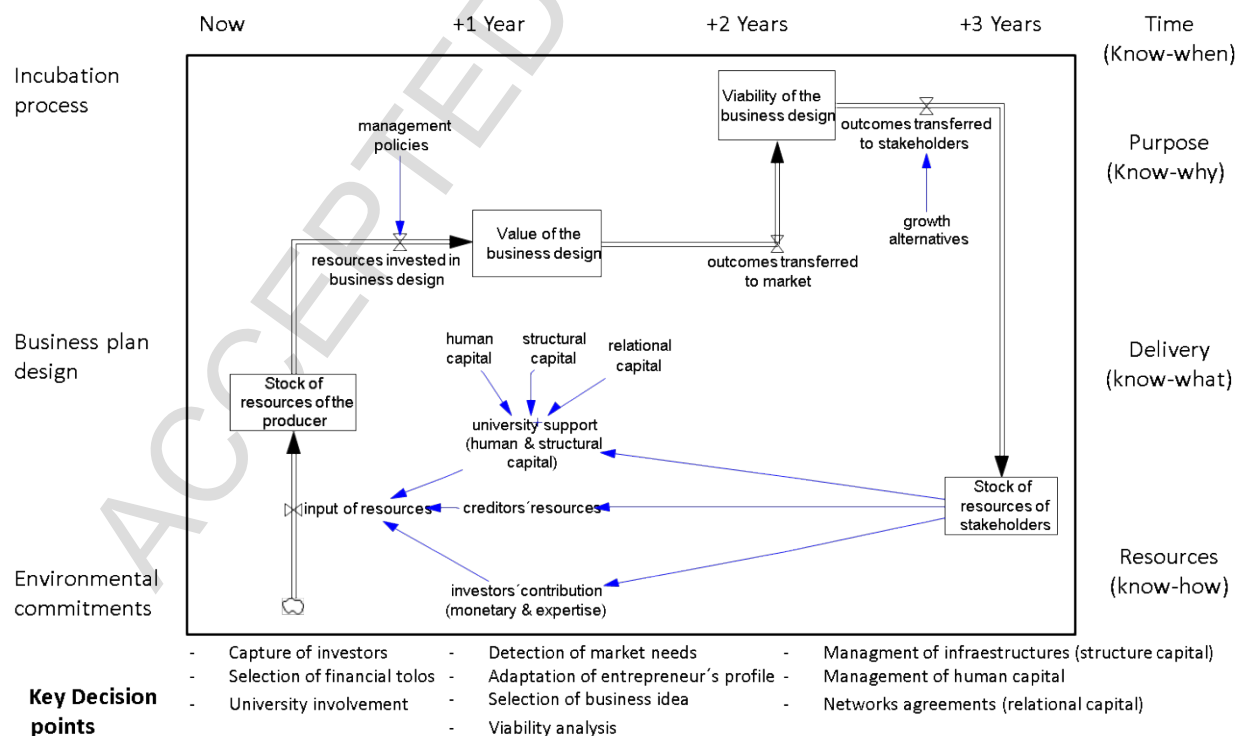 Now
+1 Year
+2 Years
+3 Years
Time
(Know-when)
Incubation
process
Viability of the
business design
outcomes transferred
to stakeholders
management
policies
Purpose
(Know-why)
growth
alternatives
Value of the
business design
resources invested in
business design
outcomes transferred
to market
Business plan
design
human
capital
structural
capital
relational
capital
Delivery
(know-what)
Stock of
resources of the
producer
university support
(human & structural
capital)
input of resources
creditors´resources
Stock of
resources of
stakeholders
Environmental
commitments
investors´contribution
(monetary & expertise)
Resources
(know-how)
Key Decision
points
- Capture of investors
- Selection of financial tolos
- University involvement
- Detection of market needs
- Adaptation of entrepreneur´s profile
- Selection of business idea
- Viability analysis
- Managment of infraestructures (structure capital)
- Management of human capital
- Networks agreements (relational capital)
ACCEPTED